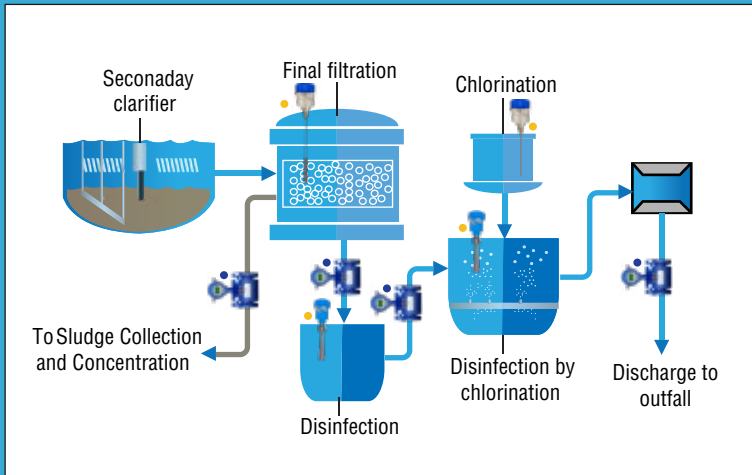 Seconaday
clarifier
Final filtration
Chlorination
To Sludge Collection
and Concentration
Disinfection
Disinfection by
chlorination
Discharge to
outfall